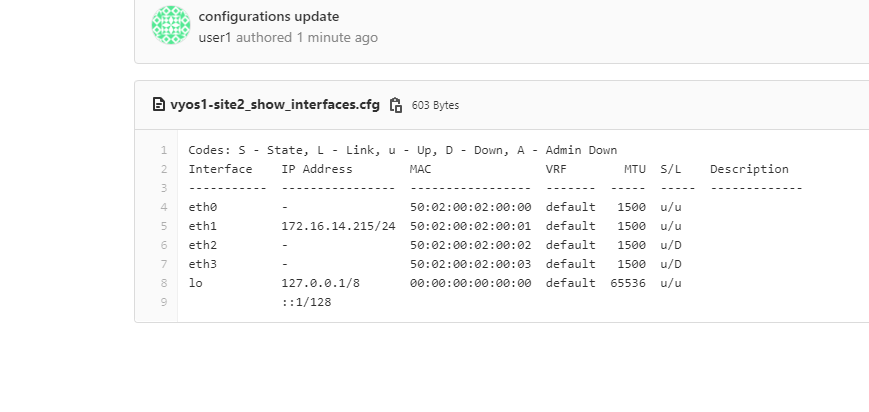 configurations update
user1 authored 1 minute ago
vyos1-site2_show_interfaces.cfg 603 Bytes
1 Codes: S - State, L - Link, u - Up, D - Down, A - Admin Down
2 Interface    IP Address        MAC                VRF        MTU  S/L    Description
3 -----------  ----------------  -----------------  -------  -----  -----  -------------
4 eth0         -                 50:02:00:02:00:00  default   1500  u/u
5 eth1         172.16.14.215/24  50:02:00:02:00:01  default   1500  u/u
6 eth2         -                 50:02:00:02:00:02  default   1500  u/D
7 eth3         -                 50:02:00:02:00:03  default   1500  u/D
8 lo           127.0.0.1/8       00:00:00:00:00:00  default  65536  u/u
9              ::1/128